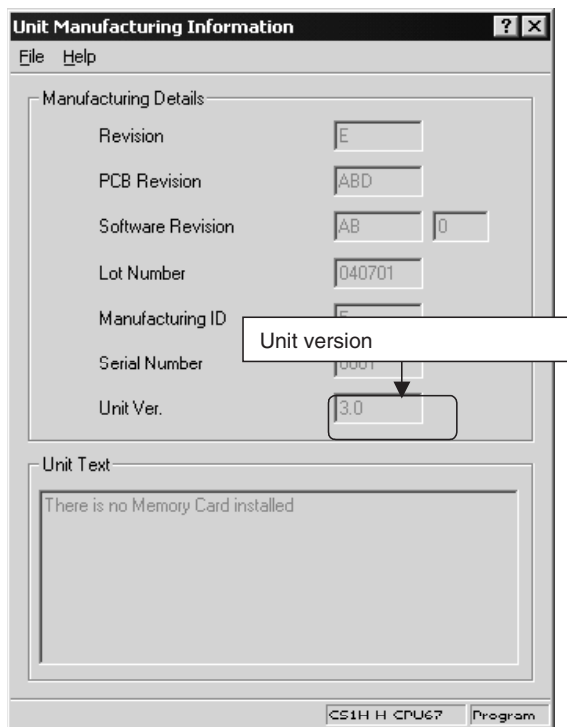 Unit Manufacturing Information
File Help
Manufacturing Details
Revision E
PCB Revision ABD
Software Revision AB 0
Lot Number 040701
Manufacturing ID
Unit version
Serial Number 0001
Unit Ver. 3.0
Unit Text
There is no Memory Card installed
CS1H H CPU67 Program